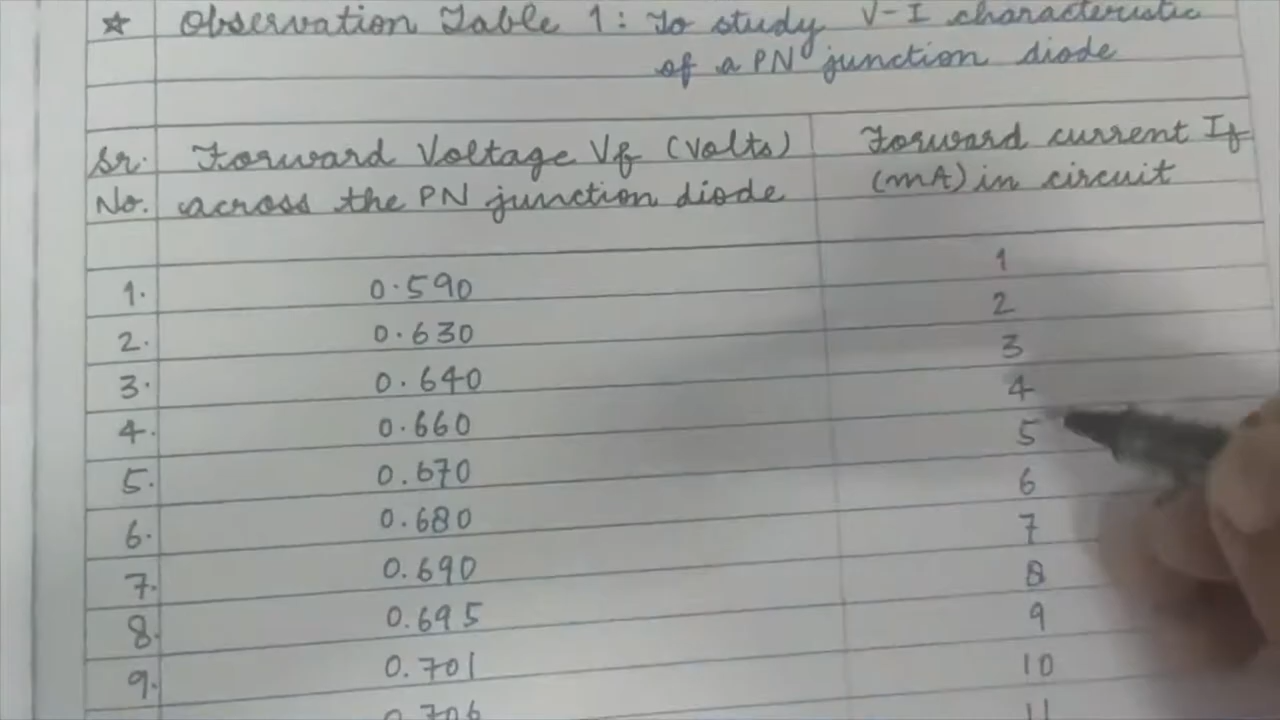 ★ Observation Table 1: To study V-I characteristic
of a PN junction diode
Sr. No. Forward Voltage Vf (Volts) across the PN junction diode Forward current If (mA) in circuit
1. 0.590 1
2. 0.630 2
3. 0.640 3
4. 0.660 4
5. 0.670 5
6. 0.680 6
7. 0.690 7
8. 0.695 8
9. 0.701 9
0.706 10
11